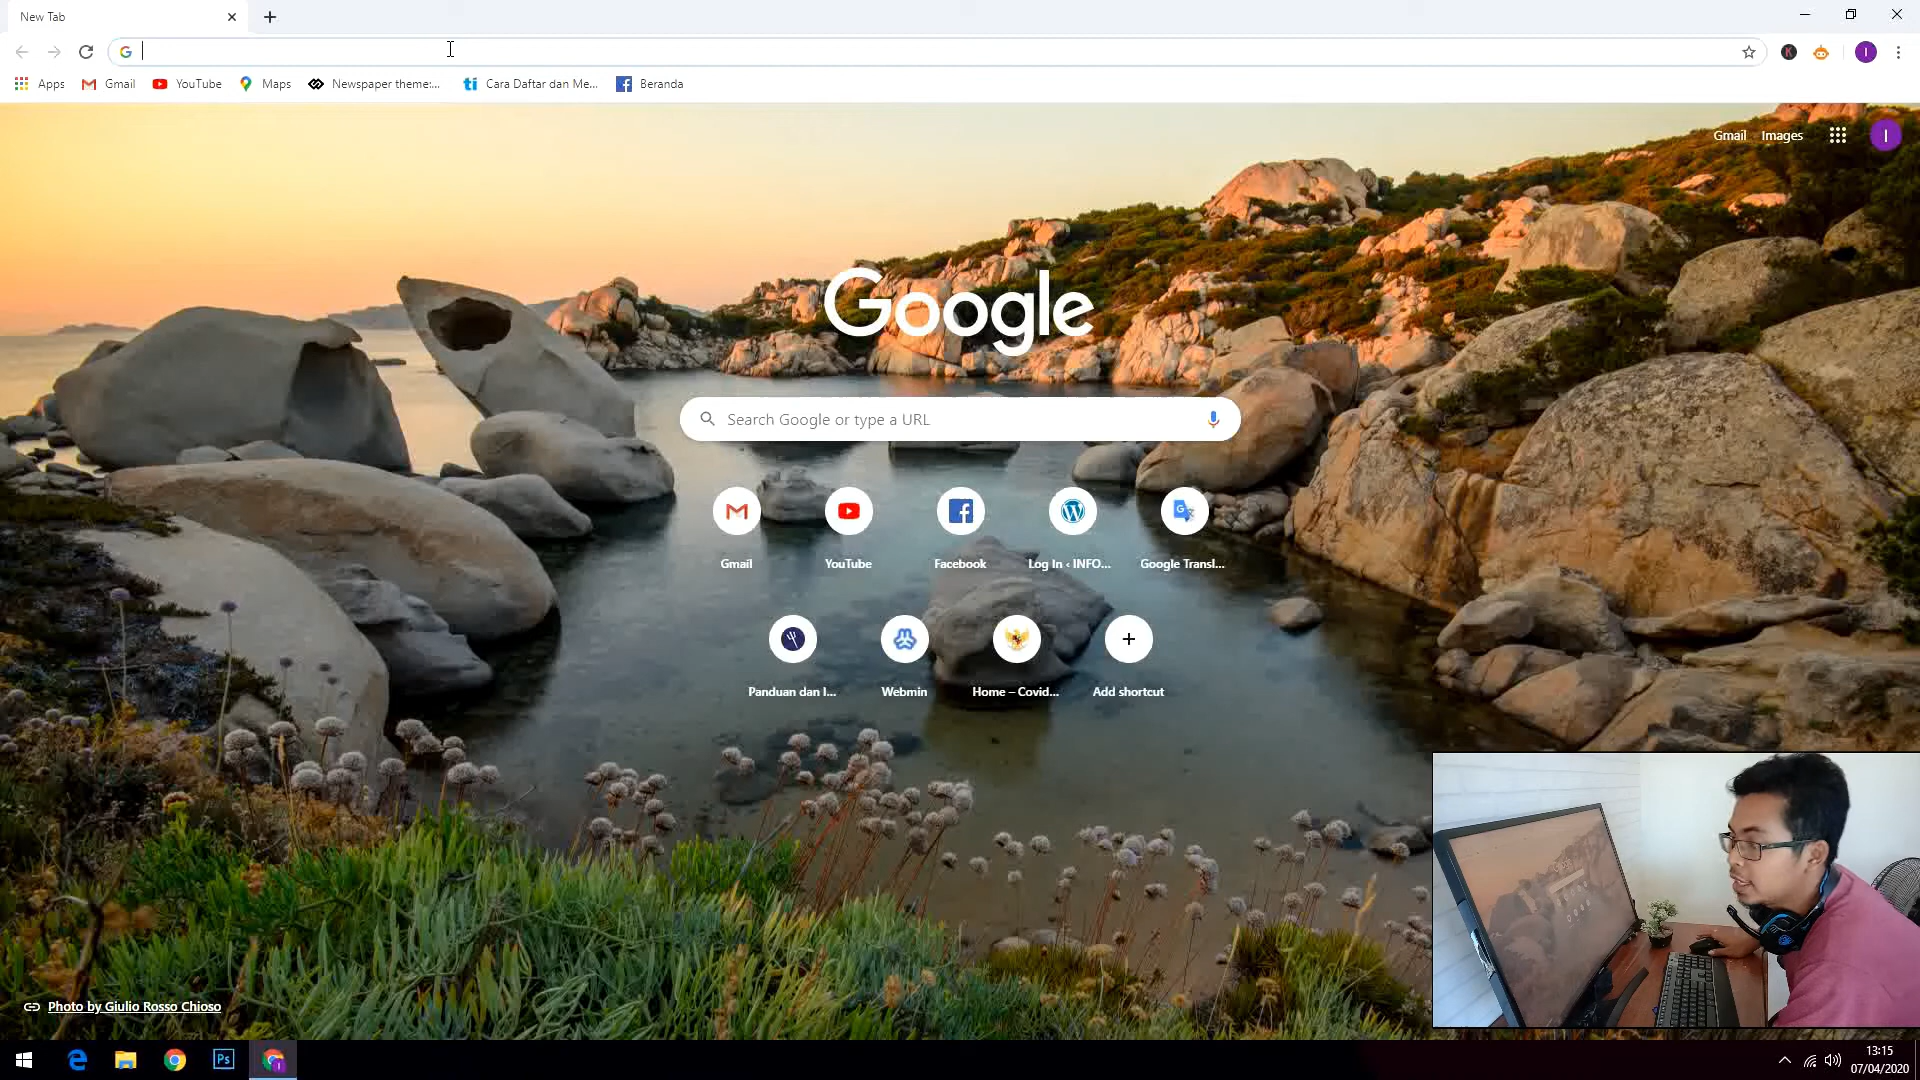 New Tab
Apps
Gmail
YouTube
Maps
Newspaper theme:...
Cara Daftar dan Me...
Beranda
Gmail
Images
I
Google
Search Google or type a URL
Gmail
YouTube
Facebook
Log In ‹ INFO...
Google Transl...
Panduan dan I...
Webmin
Home – Covid...
Add shortcut
Photo by Giulio Rosso Chioso
Ps
13:15
07/04/2020